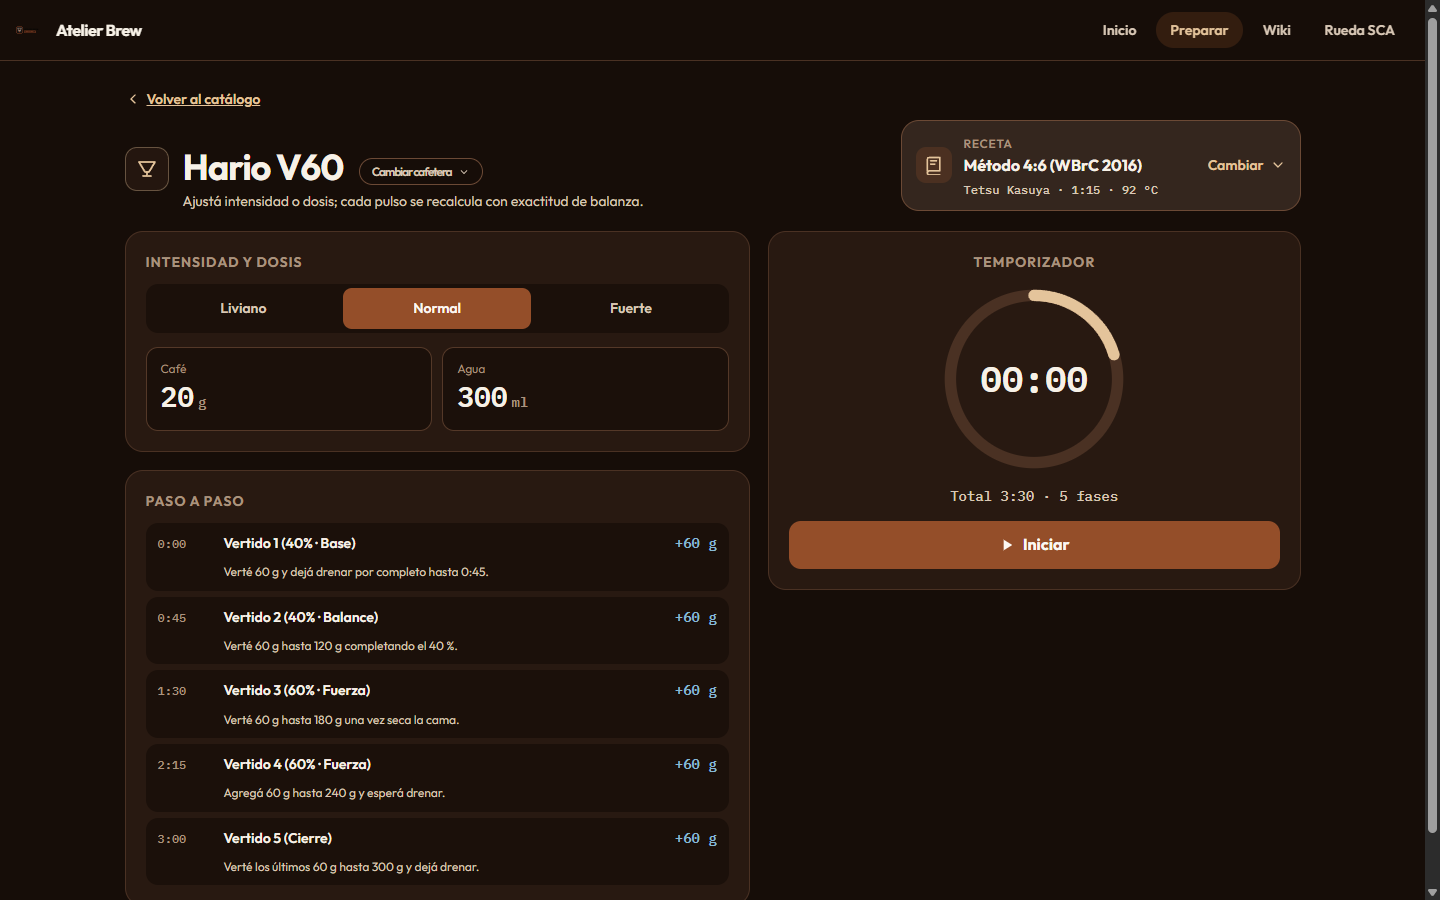 Atelier Brew
Inicio
Preparar
Wiki
Rueda SCA
Volver al catálogo
Hario V60
Cambiar cafetera
Ajustá intensidad o dosis; cada pulso se recalcula con exactitud de balanza.
RECETA
Método 4:6 (WBrC 2016)
Tetsu Kasuya · 1:15 · 92 °C
Cambiar
INTENSIDAD Y DOSIS
Liviano
Normal
Fuerte
Café
20 g
Agua
300 ml
PASO A PASO
0:00 Vertido 1 (40% · Base) +60 g
Verté 60 g y dejá drenar por completo hasta 0:45.
0:45 Vertido 2 (40% · Balance) +60 g
Verté 60 g hasta 120 g completando el 40 %.
1:30 Vertido 3 (60% · Fuerza) +60 g
Verté 60 g hasta 180 g una vez seca la cama.
2:15 Vertido 4 (60% · Fuerza) +60 g
Agregá 60 g hasta 240 g y esperá drenar.
3:00 Vertido 5 (Cierre) +60 g
Verté los últimos 60 g hasta 300 g y dejá drenar.
TEMPORIZADOR
00:00
Total 3:30 · 5 fases
Iniciar